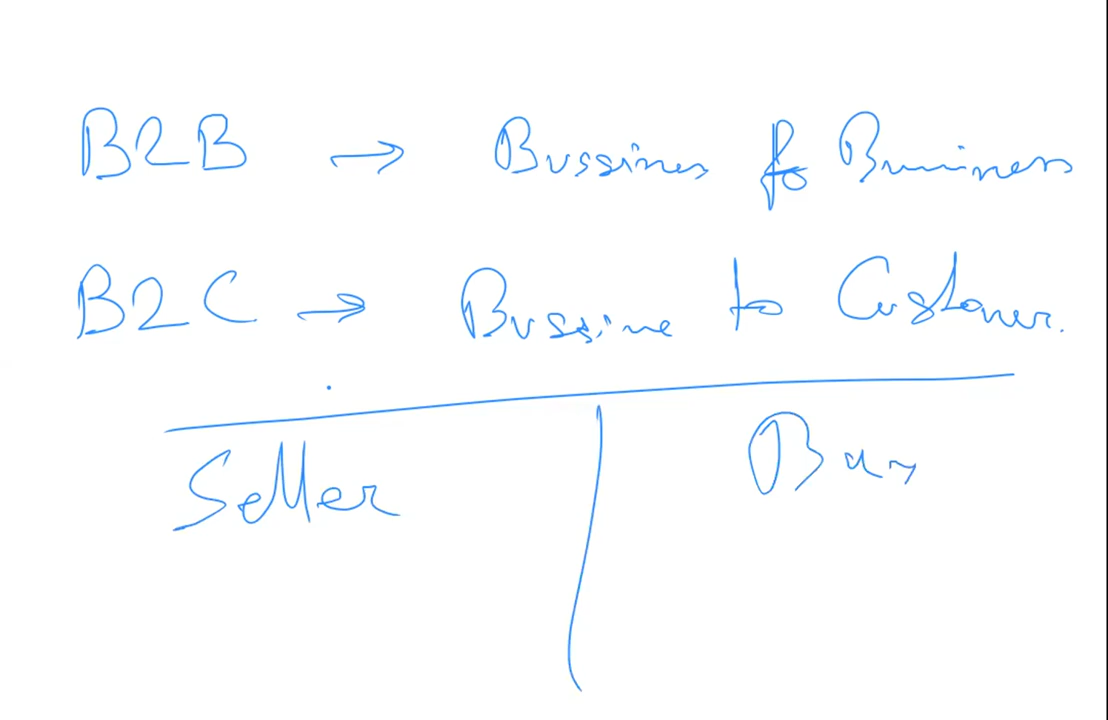 B2B → Bussines to Business
B2C → Bussine to Customer.
Seller